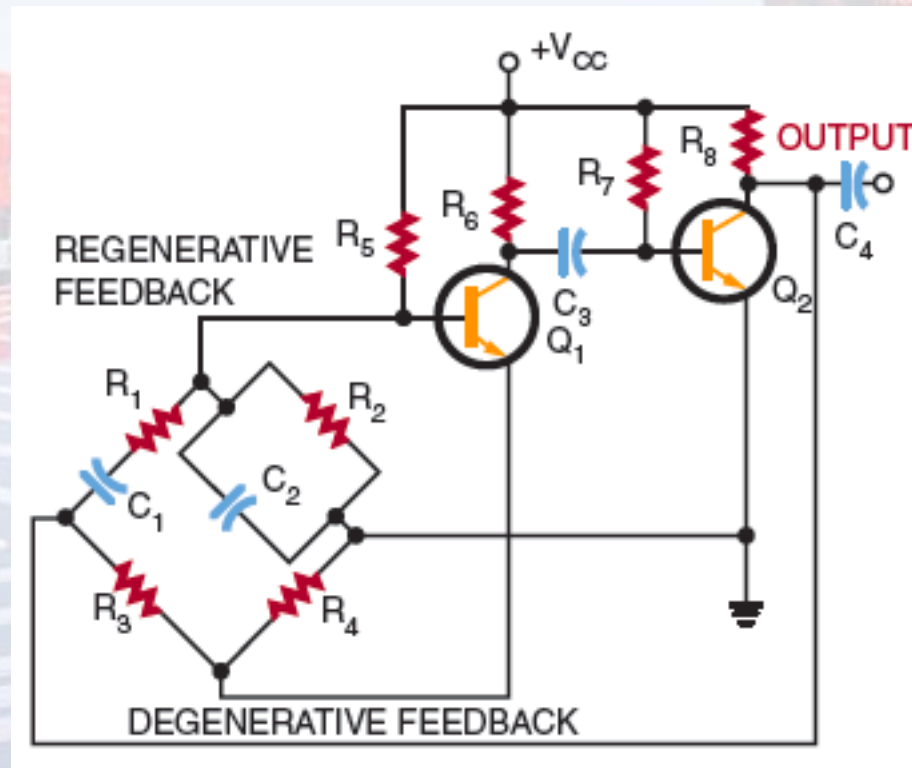 +VCC
R8
OUTPUT
R7
R6
R5
C4
REGENERATIVE
FEEDBACK
C3
Q2
Q1
R1
R2
C2
C1
R3
R4
DEGENERATIVE FEEDBACK